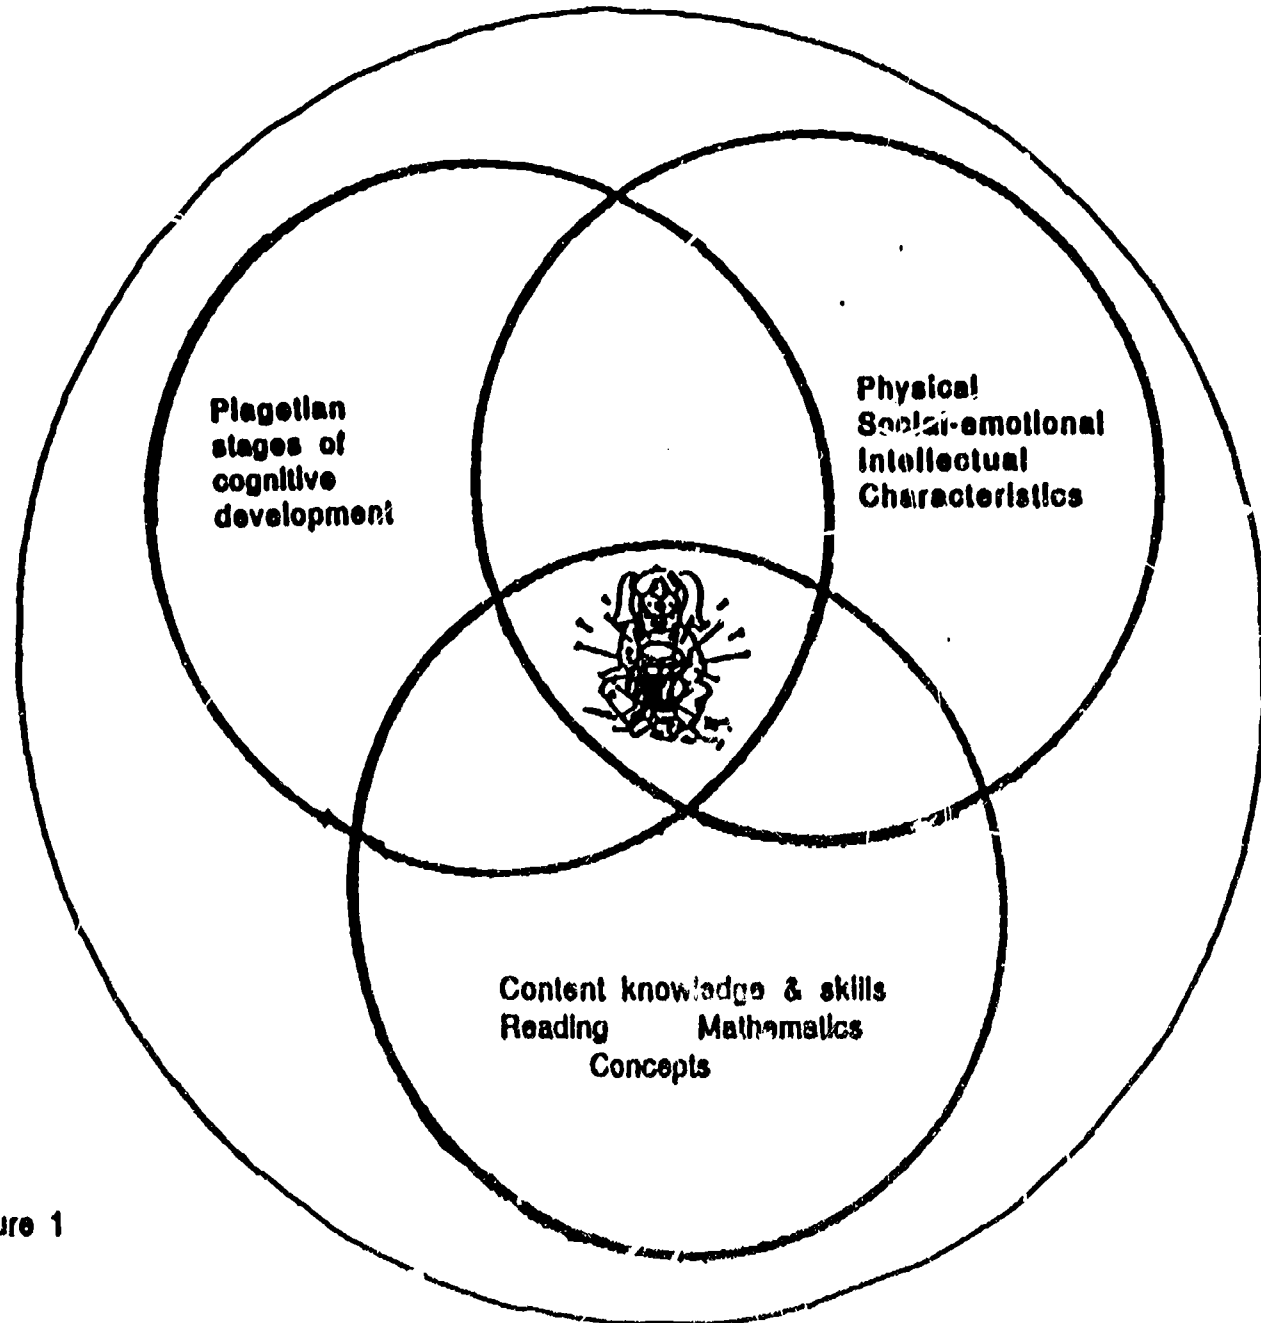 Piagetian
stages of
cognitive
development
Physical
Social-emotional
Intellectual
Characteristics
Content knowledge & skills
Reading Mathematics
Concepts
ure 1